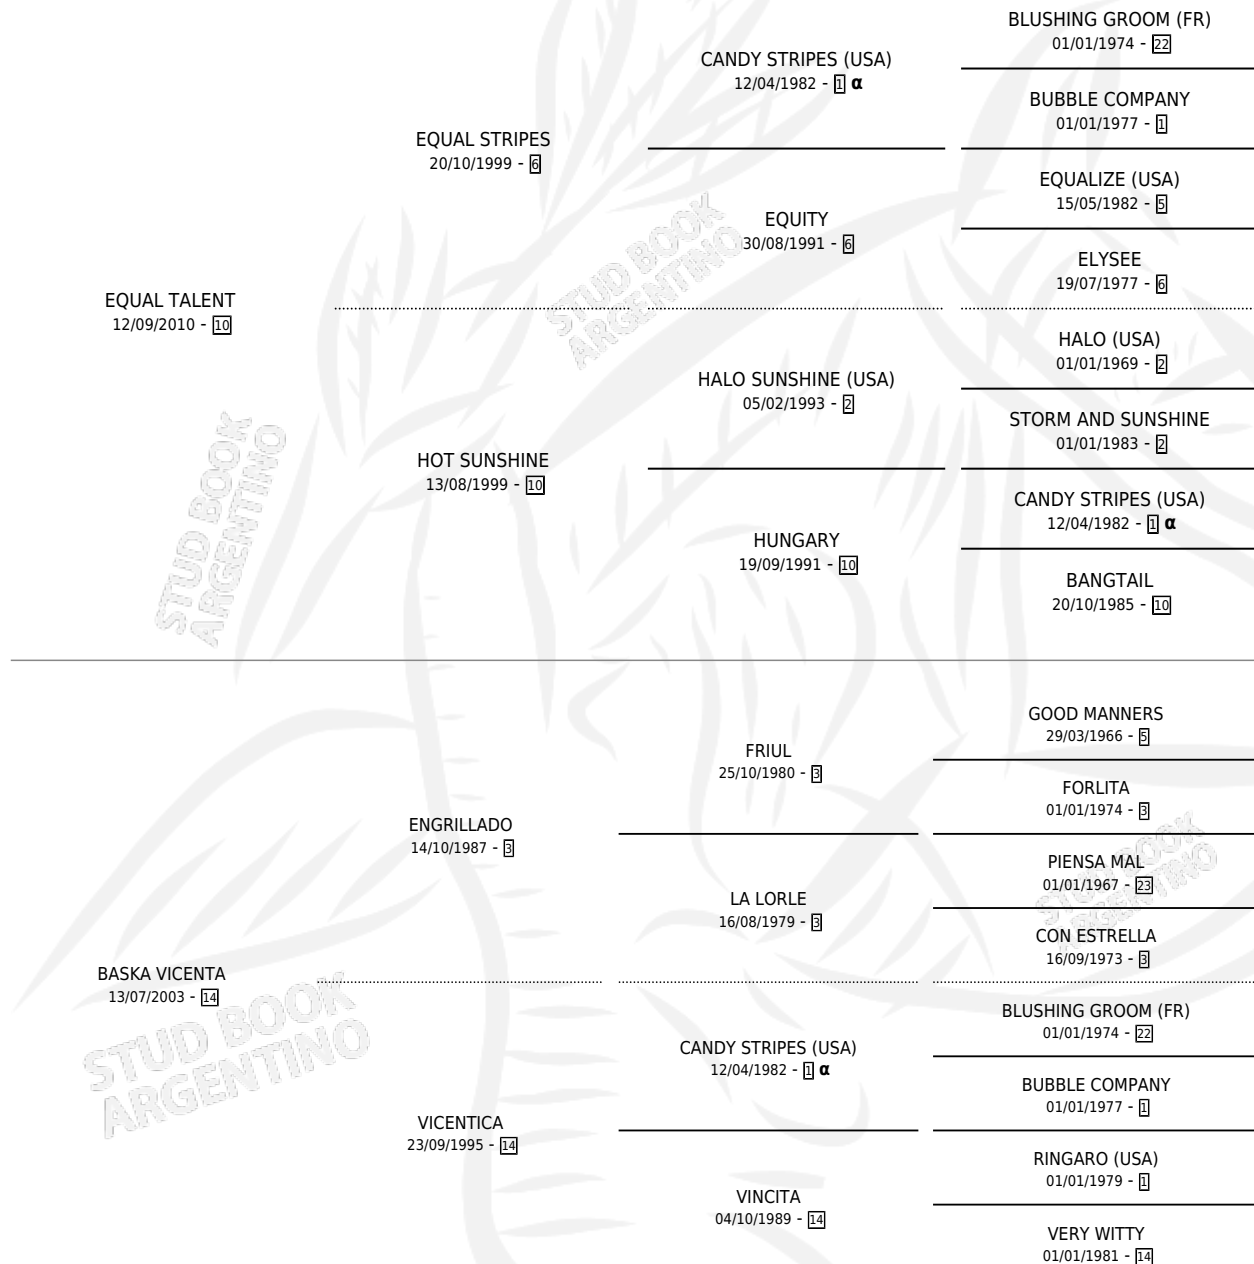 BLUSHING GROOM (FR)
01/01/1974 - 22
CANDY STRIPES (USA)
12/04/1982 - 1 α
BUBBLE COMPANY
01/01/1977 - 1
EQUAL STRIPES
20/10/1999 - 6
EQUALIZE (USA)
15/05/1982 - 5
EQUITY
30/08/1991 - 6
ELYSEE
19/07/1977 - 6
EQUAL TALENT
12/09/2010 - 10
HALO (USA)
01/01/1969 - 2
HALO SUNSHINE (USA)
05/02/1993 - 2
STORM AND SUNSHINE
01/01/1983 - 2
HOT SUNSHINE
13/08/1999 - 10
CANDY STRIPES (USA)
12/04/1982 - 1 α
HUNGARY
19/09/1991 - 10
BANGTAIL
20/10/1985 - 10
STUD BOOK
ARGENTINO
STUD BOOK
ARGENTINO
GOOD MANNERS
29/03/1966 - 5
FRIUL
25/10/1980 - 3
FORLITA
01/01/1974 - 3
ENGRILLADO
14/10/1987 - 3
PIENSA MAL
01/01/1967 - 23
LA LORLE
16/08/1979 - 3
CON ESTRELLA
16/09/1973 - 3
BASKA VICENTA
13/07/2003 - 14
BLUSHING GROOM (FR)
01/01/1974 - 22
CANDY STRIPES (USA)
12/04/1982 - 1 α
BUBBLE COMPANY
01/01/1977 - 1
VICENTICA
23/09/1995 - 14
RINGARO (USA)
01/01/1979 - 1
VINCITA
04/10/1989 - 14
VERY WITTY
01/01/1981 - 14
STUD BOOK
ARGENTINO
STUD BOOK
ARGENTINO